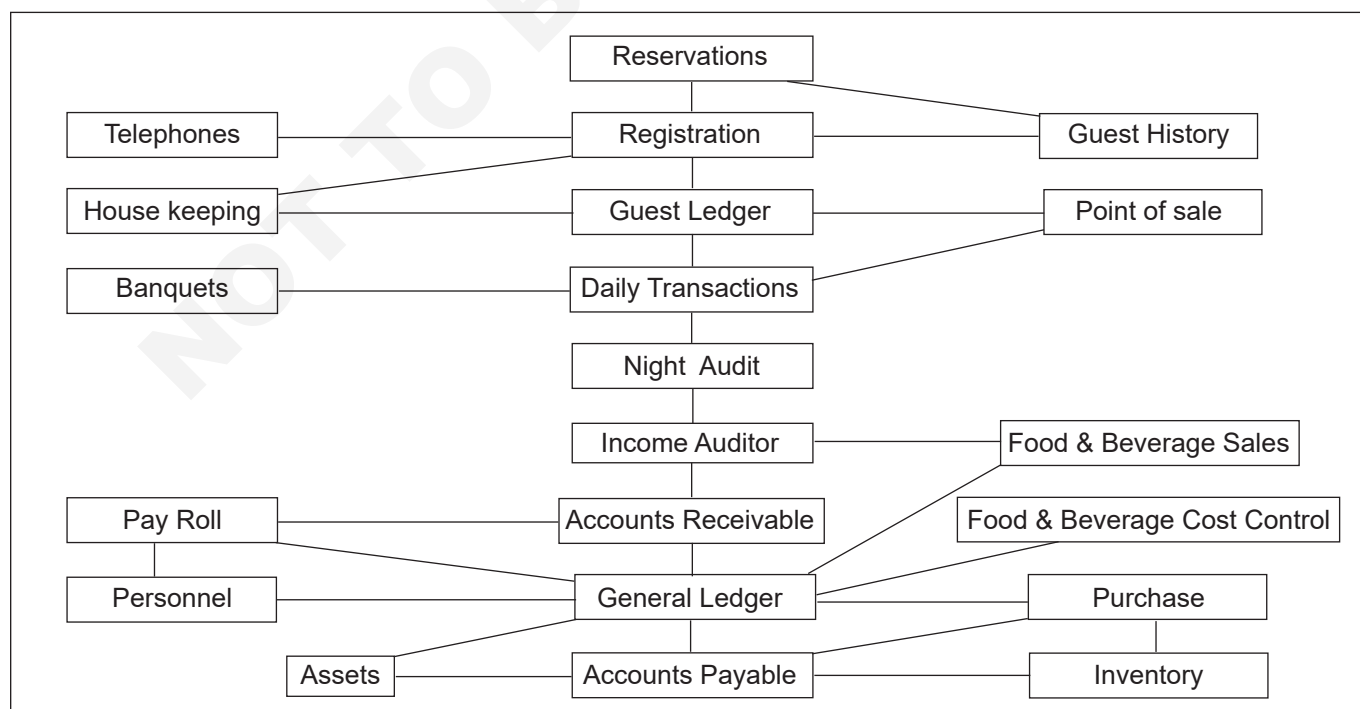 NOT TO B
Reservations
Telephones
Registration
Guest History
House keeping
Guest Ledger
Point of sale
Banquets
Daily Transactions
Night Audit
Income Auditor
Food & Beverage Sales
Pay Roll
Accounts Receivable
Food & Beverage Cost Control
Personnel
General Ledger
Purchase
Assets
Accounts Payable
Inventory